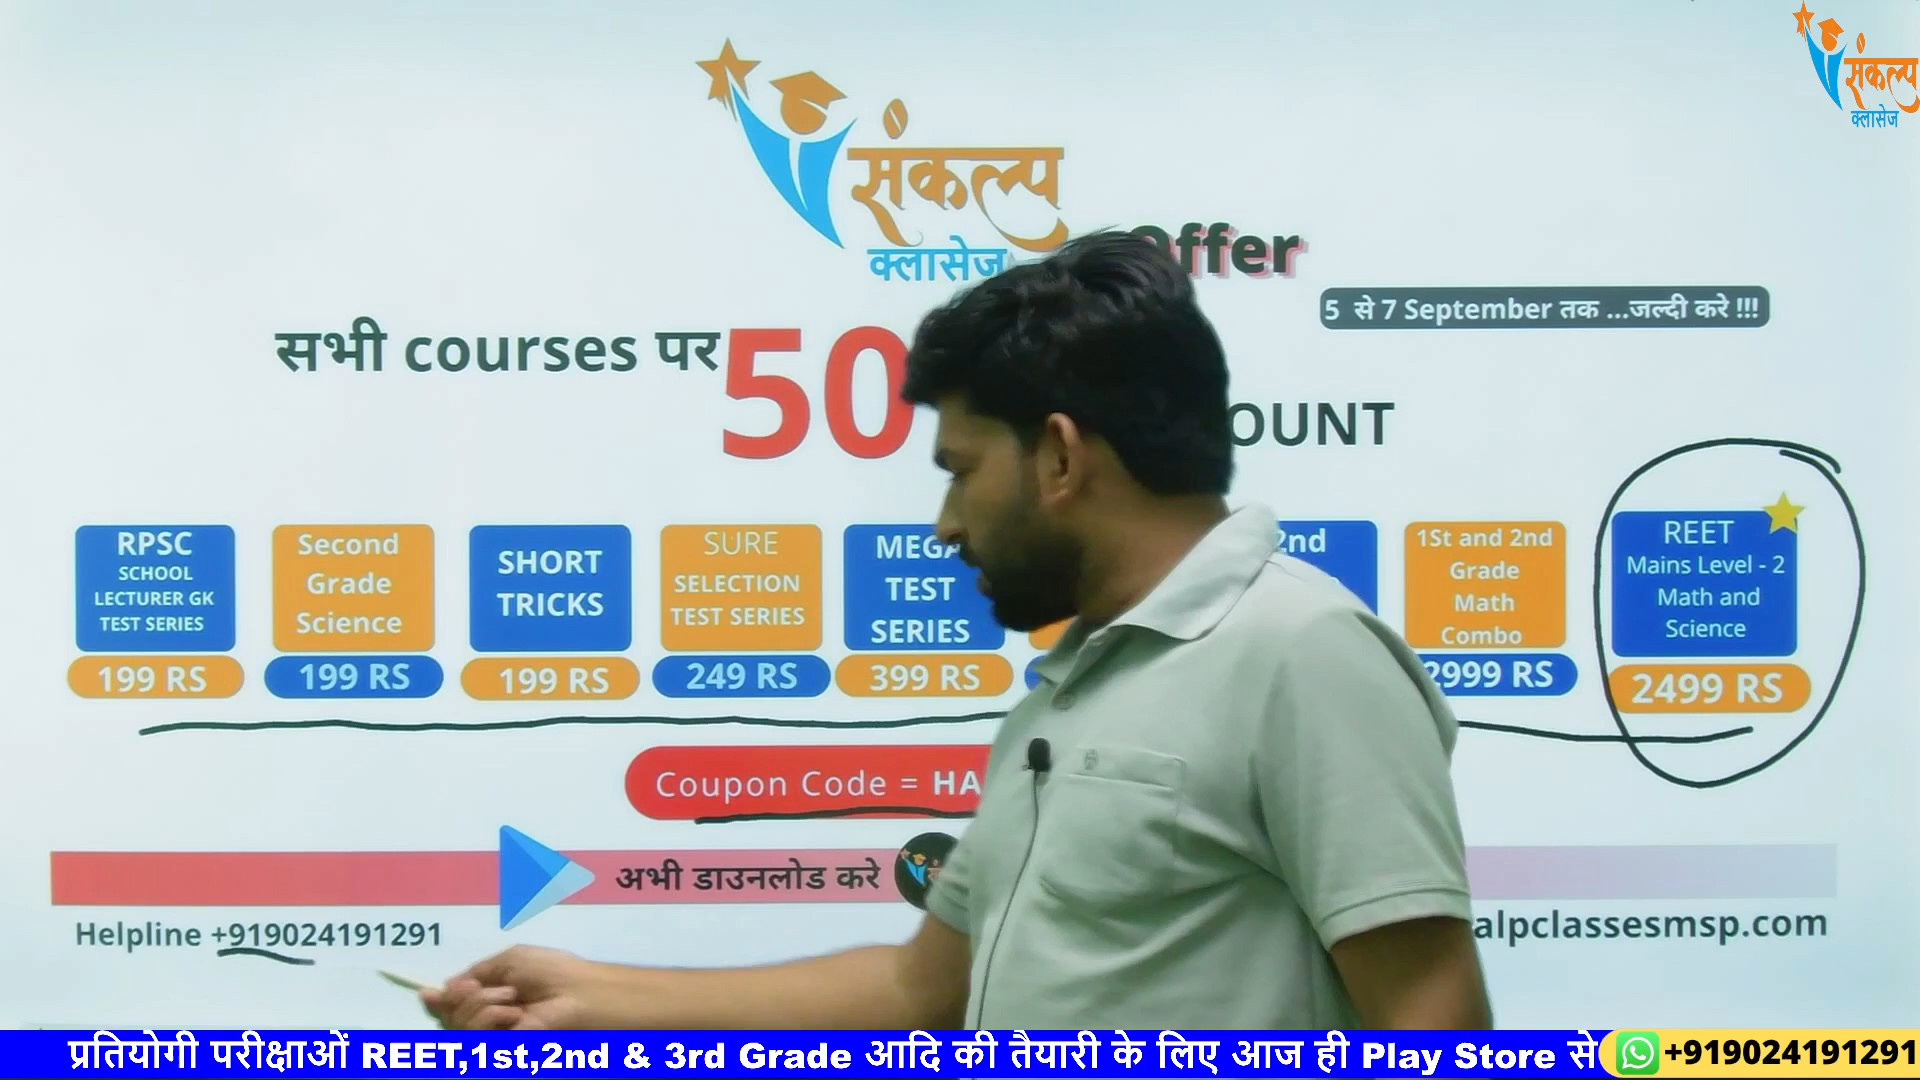 संकल्प
क्लासेज
संकल्प
क्लासेज
Offer
5 से 7 September तक ...जल्दी करे !!!
सभी courses पर 50
OUNT
RPSC
SCHOOL
LECTURER GK
TEST SERIES
199 RS
Second
Grade
Science
199 RS
SHORT
TRICKS
199 RS
SURE
SELECTION
TEST SERIES
249 RS
MEGA
TEST
SERIES
399 RS
2nd
1St and 2nd
Grade
Math
Combo
2999 RS
REET
Mains Level - 2
Math and
Science
2499 RS
Coupon Code = HA
अभी डाउनलोड करे
Helpline +919024191291
alpclassesmsp.com
प्रतियोगी परीक्षाओं REET,1st,2nd & 3rd Grade आदि की तैयारी के लिए आज ही Play Store से
+919024191291